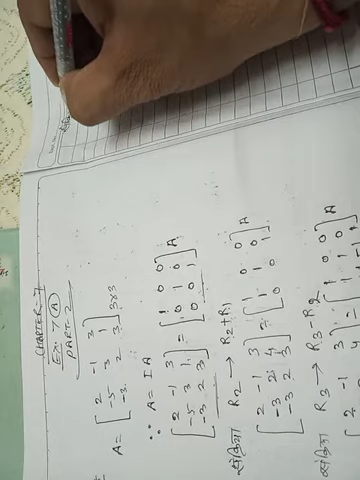 CHAPTER-7
Ex. 7(A)
PART-2
A = [2 -1 3
-5 3 1
-3 2 3] 3x3
∴ A = IA
[2 -1 3
-5 3 1
-3 2 3] = [1 0 0
0 1 0
0 0 1] A
संक्रिया R2 → R2+R1
[2 -1 3
-3 2 4
-3 2 3] = [1 0 0
1 1 0
0 0 1] A
संक्रिया R3 → R3-R2